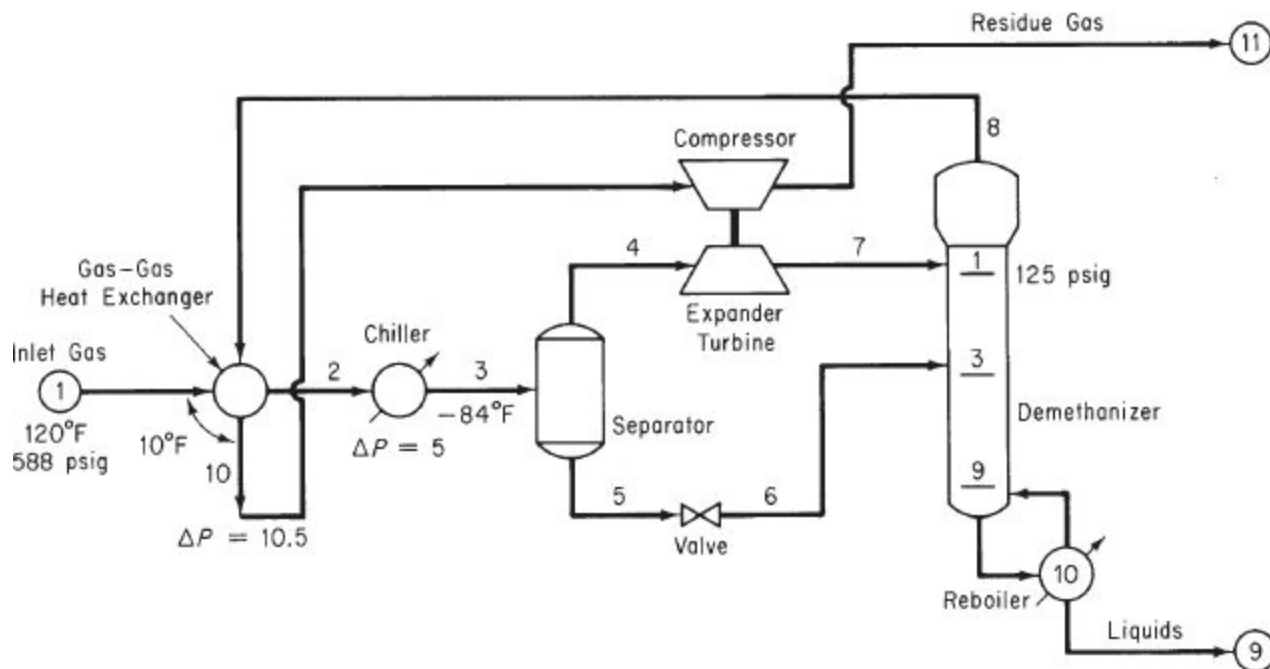 Residue Gas
11
8
Compressor
4
7
1
125 psig
Gas–Gas
Heat Exchanger
Expander
Turbine
Chiller
Inlet Gas
1
2
3
3
-84°F
120°F
588 psig
10°F
ΔP = 5
Separator
Demethanizer
10
9
5
6
ΔP = 10.5
Valve
10
Reboiler
Liquids
9